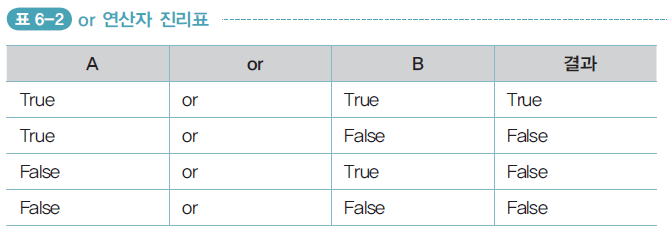 표 6-2 or 연산자 진리표
A or B 결과
True or True True
True or False False
False or True False
False or False False